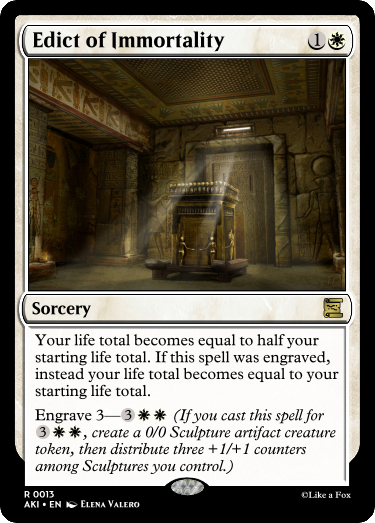 Edict of Immortality 1
Sorcery
Your life total becomes equal to half your
starting life total. If this spell was engraved,
instead your life total becomes equal to your
starting life total.
Engrave 3—3 (If you cast this spell for
3, create a 0/0 Sculpture artifact creature
token, then distribute three +1/+1 counters
among Sculptures you control.)
R 0013
AKI • EN Elena Valero
©Like a Fox